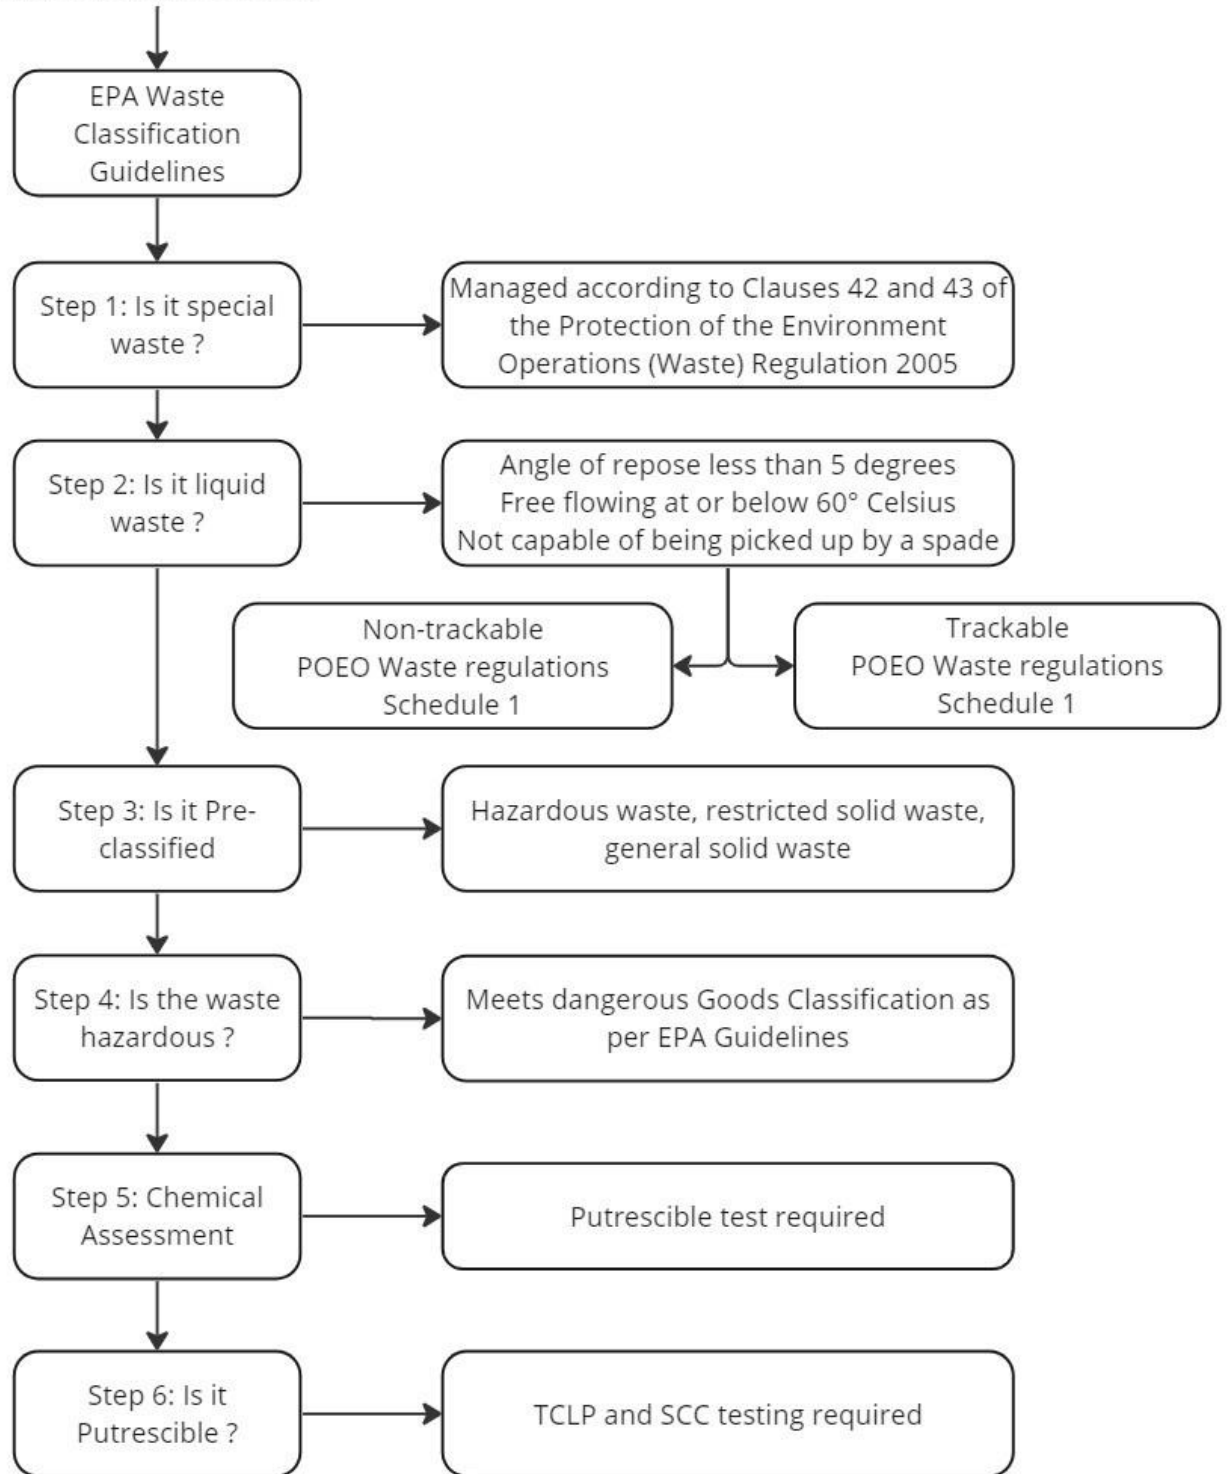 EPA Waste
Classification
Guidelines
Step 1: Is it special
waste ?
Managed according to Clauses 42 and 43 of
the Protection of the Environment
Operations (Waste) Regulation 2005
Step 2: Is it liquid
waste ?
Angle of repose less than 5 degrees
Free flowing at or below 60° Celsius
Not capable of being picked up by a spade
Non-trackable
POEO Waste regulations
Schedule 1
Trackable
POEO Waste regulations
Schedule 1
Step 3: Is it Pre-
classified
Hazardous waste, restricted solid waste,
general solid waste
Step 4: Is the waste
hazardous ?
Meets dangerous Goods Classification as
per EPA Guidelines
Step 5: Chemical
Assessment
Putrescible test required
Step 6: Is it
Putrescible ?
TCLP and SCC testing required